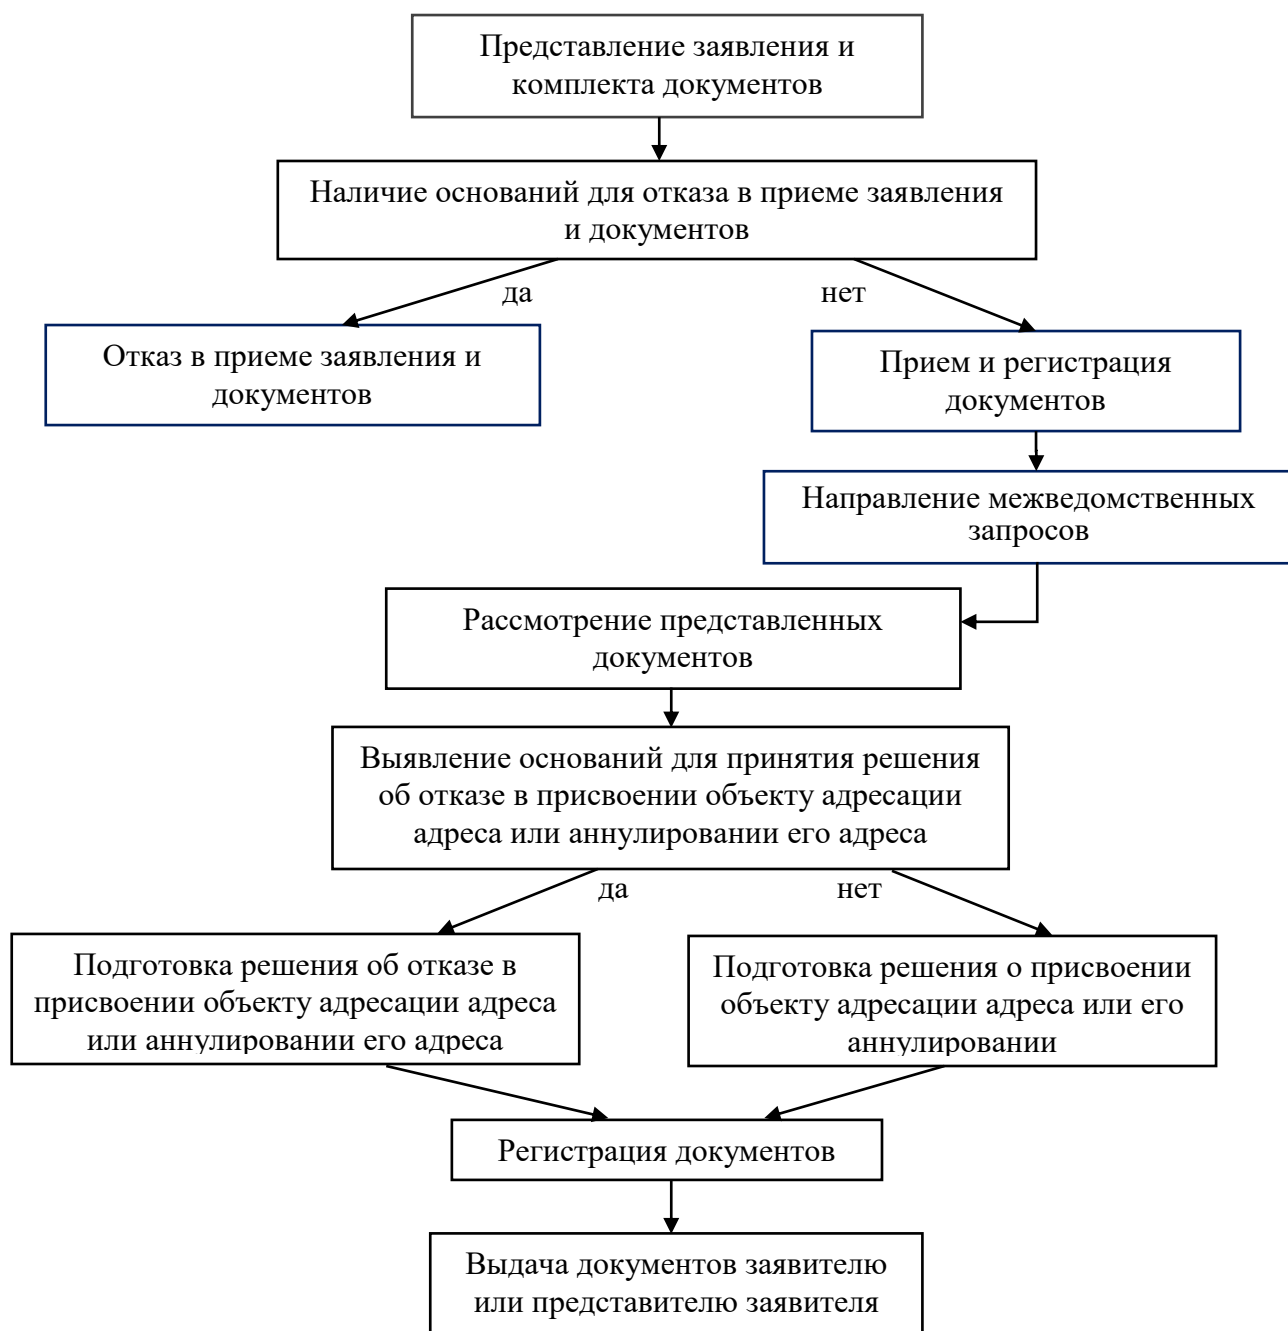 Представление заявления и
комплекта документов
Наличие оснований для отказа в приеме заявления
и документов
да
нет
Отказ в приеме заявления и
документов
Прием и регистрация
документов
Направление межведомственных
запросов
Рассмотрение представленных
документов
Выявление оснований для принятия решения
об отказе в присвоении объекту адресации
адреса или аннулировании его адреса
да
нет
Подготовка решения об отказе в
присвоении объекту адресации адреса
или аннулировании его адреса
Подготовка решения о присвоении
объекту адресации адреса или его
аннулировании
Регистрация документов
Выдача документов заявителю
или представителю заявителя